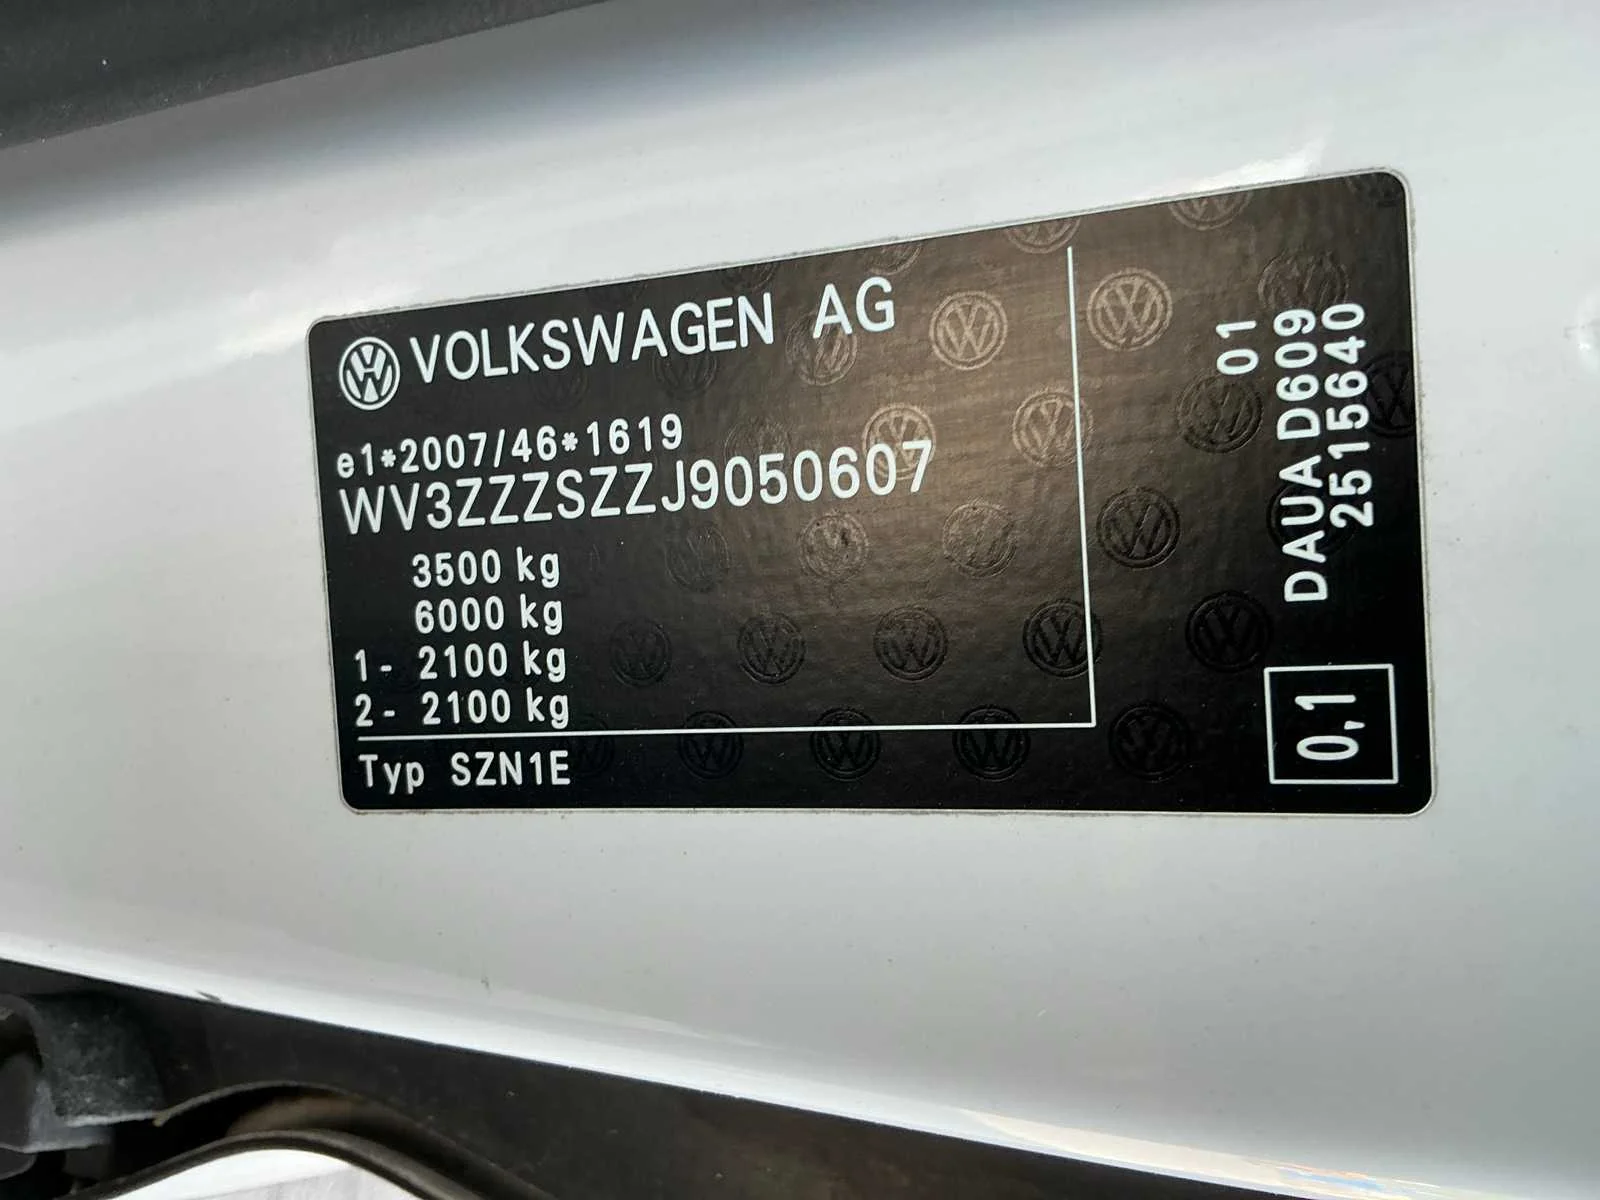 VOLKSWAGEN AG
e1*2007/46*1619
WV3ZZZSZZJ9050607
3500 kg
6000 kg
1- 2100 kg
2- 2100 kg
Typ SZN1E
01
DAUA D609
2515640
0,1